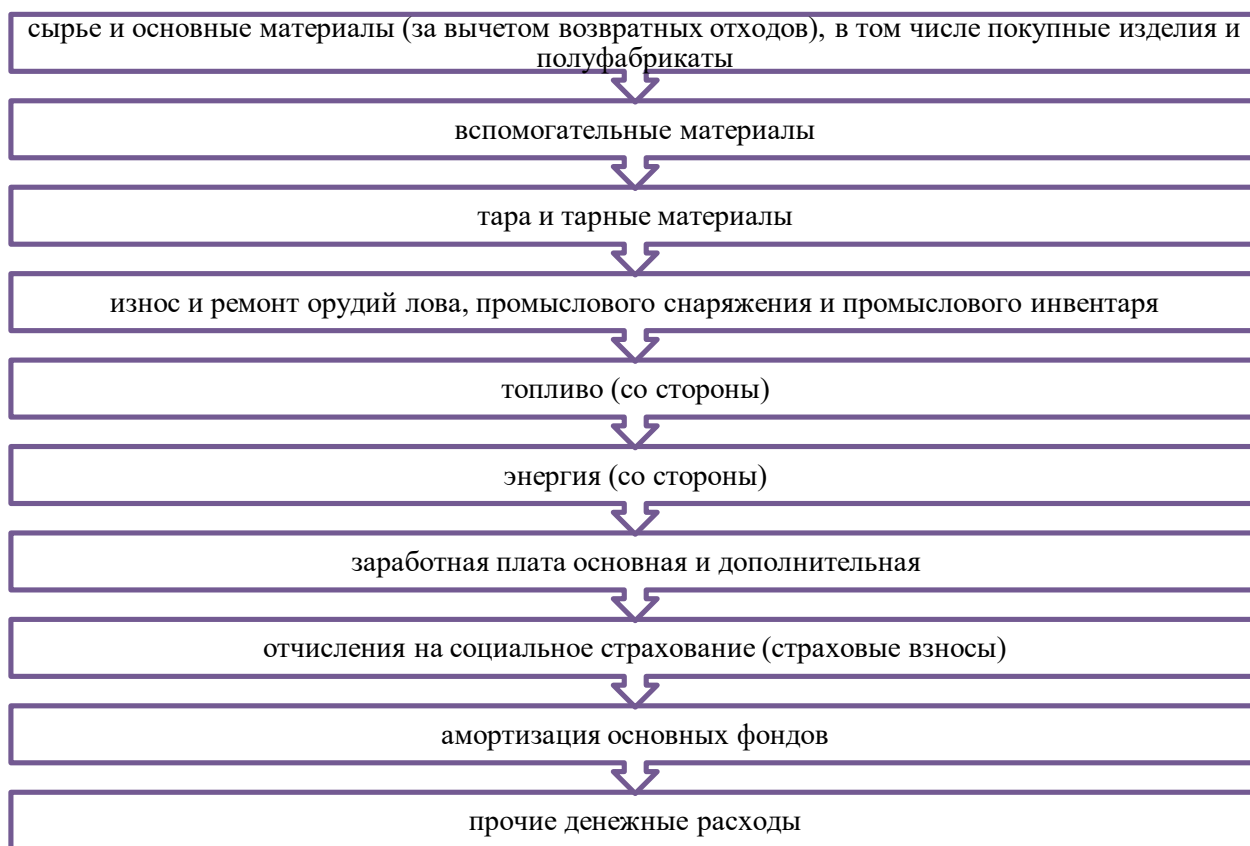 сырье и основные материалы (за вычетом возвратных отходов), в том числе покупные изделия и
полуфабрикаты
вспомогательные материалы
тара и тарные материалы
износ и ремонт орудий лова, промыслового снаряжения и промыслового инвентаря
топливо (со стороны)
энергия (со стороны)
заработная плата основная и дополнительная
отчисления на социальное страхование (страховые взносы)
амортизация основных фондов
прочие денежные расходы